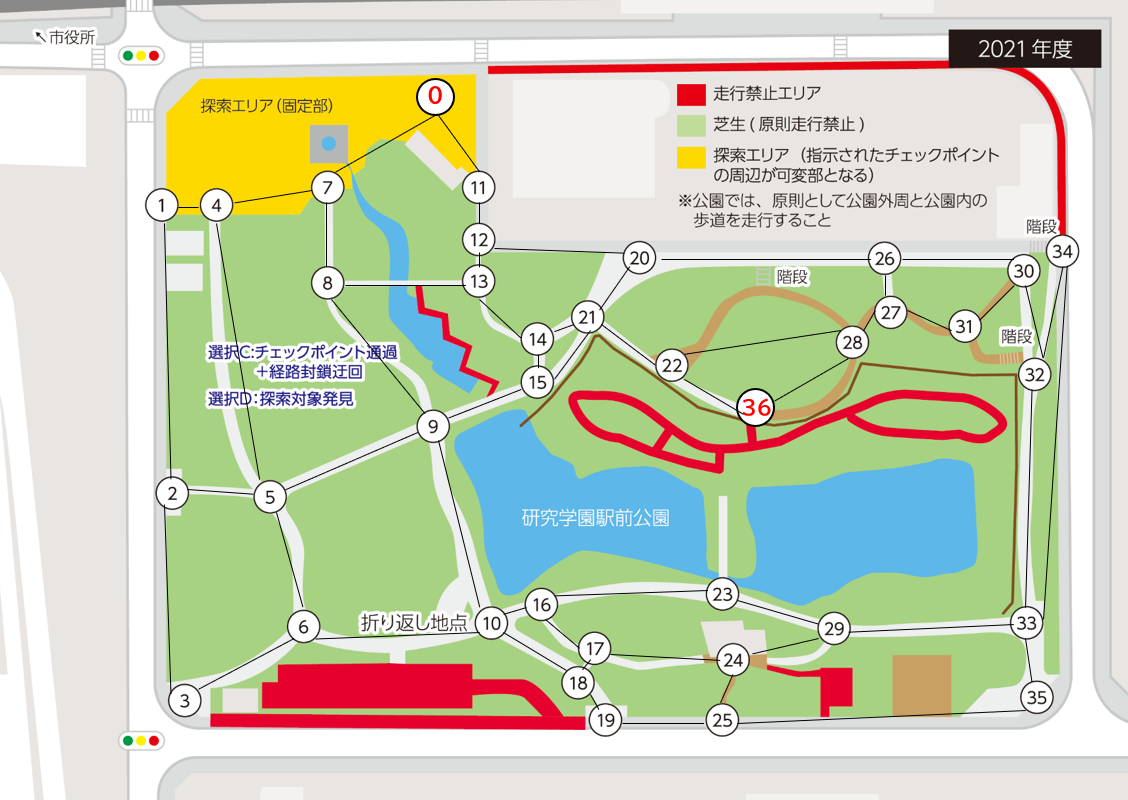 ↖市役所
2021 年度
探索エリア（固定部）
0
走行禁止エリア
芝生 ( 原則走行禁止 )
探索エリア （指示されたチェックポイント
の周辺が可変部となる）
※公園では、原則として公園外周と公園内の
歩道を走行すること
7
11
1
4
階段
34
12
20
26
階段
30
8
13
27
21
31
14
28
階段
選択C:チェックポイント通過
+経路封鎖迂回
22
32
15
選択D:探索対象発見
36
9
2
5
研究学園駅前公園
23
16
折り返し地点
10
6
29
33
17
24
18
3
35
19
25